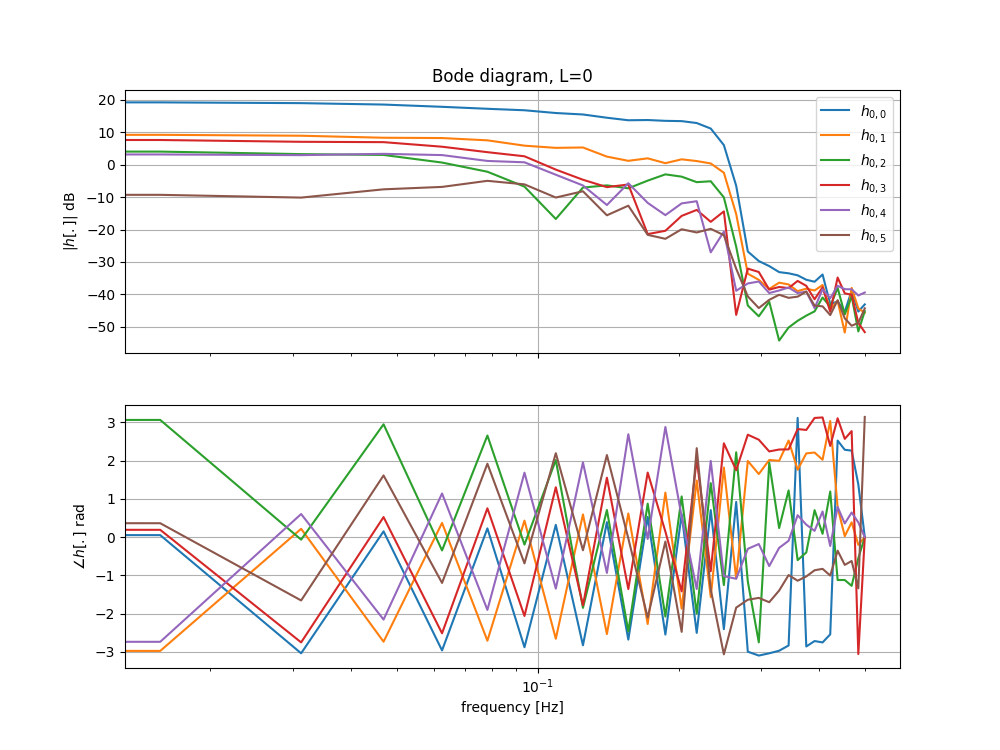 Bode diagram, L=0
|h[.]| dB
20
10
0
−10
−20
−30
−40
−50
h0,0
h0,1
h0,2
h0,3
h0,4
h0,5
∠h[.] rad
3
2
1
0
−1
−2
−3
10−1
frequency [Hz]